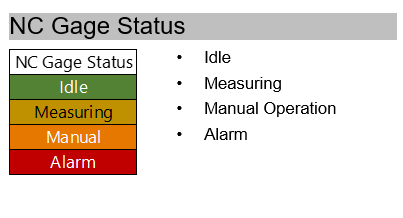 NC Gage Status
NC Gage Status
Idle
Measuring
Manual
Alarm
• Idle
• Measuring
• Manual Operation
• Alarm